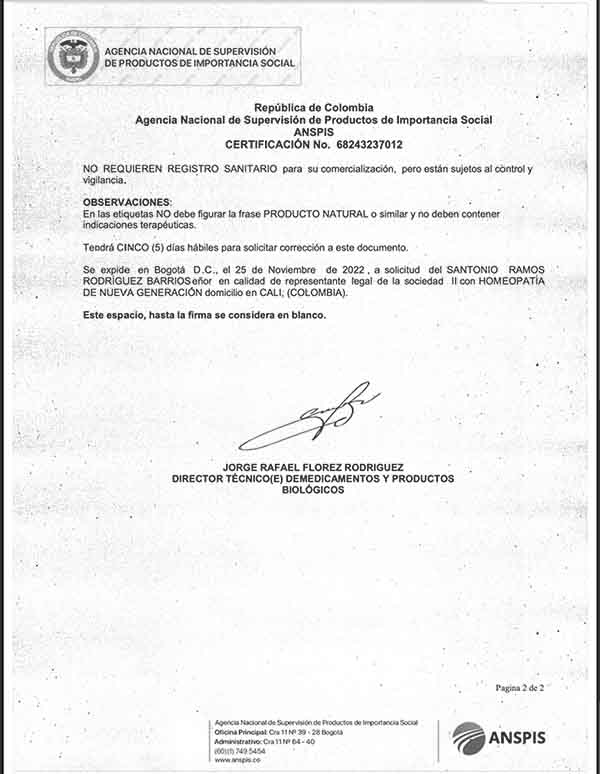 AGENCIA NACIONAL DE SUPERVISIÓN
DE PRODUCTOS DE IMPORTANCIA SOCIAL
República de Colombia
Agencia Nacional de Supervisión de Productos de Importancia Social
ANSPIS
CERTIFICACIÓN No. 68243237012
NO REQUIEREN REGISTRO SANITARIO para su comercialización, pero están sujetos al control y
vigilancia.
OBSERVACIONES:
En las etiquetas NO debe figurar la frase PRODUCTO NATURAL o similar y no deben contener
indicaciones terapéuticas.
Tendrá CINCO (5) días hábiles para solicitar corrección a este documento.
Se expide en Bogotá D.C., el 25 de Noviembre de 2022 , a solicitud del SANTONIO RAMOS
RODRÍGUEZ BARRIOSeñor en calidad de representante legal de la sociedad II con HOMEOPATÍA
DE NUEVA GENERACIÓN domicilio en CALI; (COLOMBIA).
Este espacio, hasta la firma se considera en blanco.
JORGE RAFAEL FLOREZ RODRIGUEZ
DIRECTOR TÉCNICO(E) DEMEDICAMENTOS Y PRODUCTOS
BIOLÓGICOS
Pagina 2 de 2
Agencia Nacional de Supervisión de Productos de Importancia Social
Oficina Principal: Cra 11 Nº 39 - 28 Bogotá
Administrativo: Cra 11 Nº 64 - 40
(60)(1) 749 5454
www.anspis.co
ANSPIS